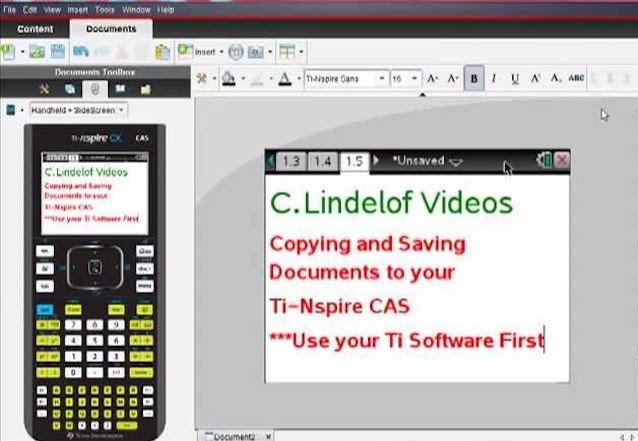 File Edit View Insert Tools Window Help
Content Documents
Insert
Documents Toolbox
Ti-Nspire Sans 16 B I U A A ABC
Handheld + SideScreen
TI-nspire CX CAS
C.Lindelof Videos
Copying and Saving
Documents to your
Ti-Nspire CAS
***Use your Ti Software First
1.3 1.4 1.5 *Unsaved
C.Lindelof Videos
Copying and Saving
Documents to your
Ti-Nspire CAS
***Use your Ti Software First
Texas Instruments
Document2